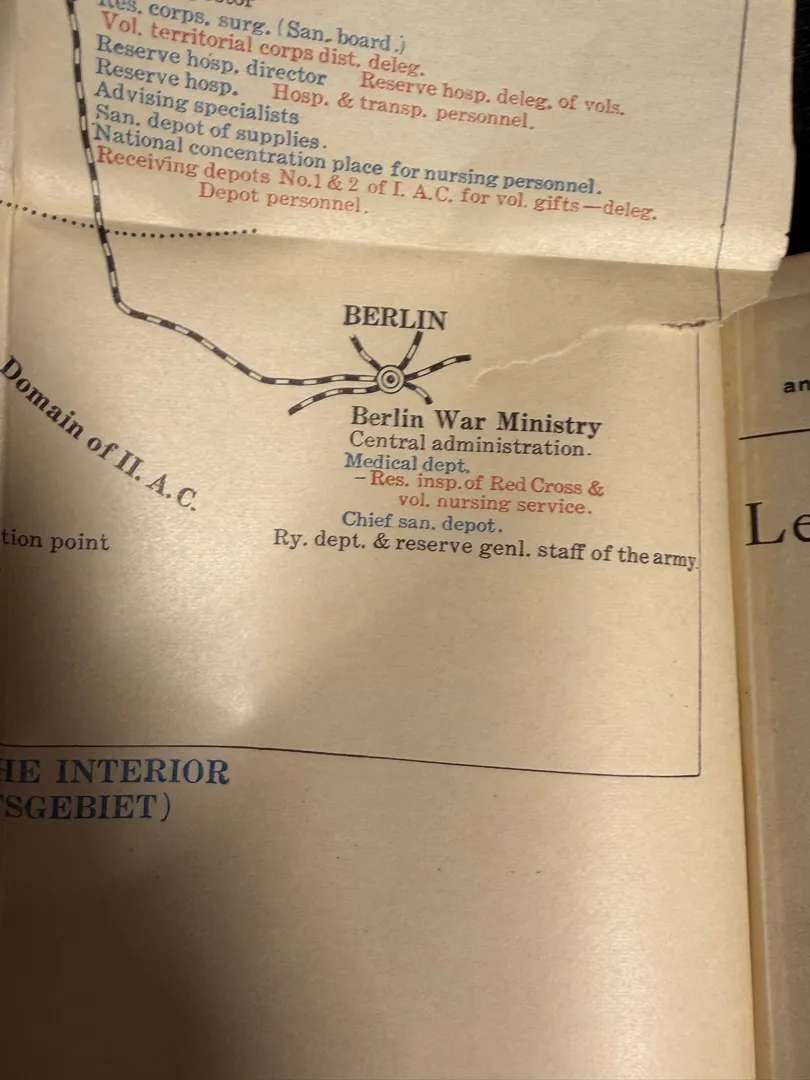 Res. corps. surg. (San. board.)
Vol. territorial corps dist. deleg.
Reserve hosp. director Reserve hosp. deleg. of vols.
Reserve hosp. Hosp. & transp. personnel.
Advising specialists
San. depot of supplies.
National concentration place for nursing personnel.
Receiving depots No.1 & 2 of I. A.C. for vol. gifts—deleg.
Depot personnel.
BERLIN
Berlin War Ministry
Central administration.
Medical dept.
– Res. insp. of Red Cross &
vol. nursing service.
Chief san. depot.
Ry. dept. & reserve genl. staff of the army.
Domain of II. A.C.
tion point
HE INTERIOR
SGEBIET)
an
Le